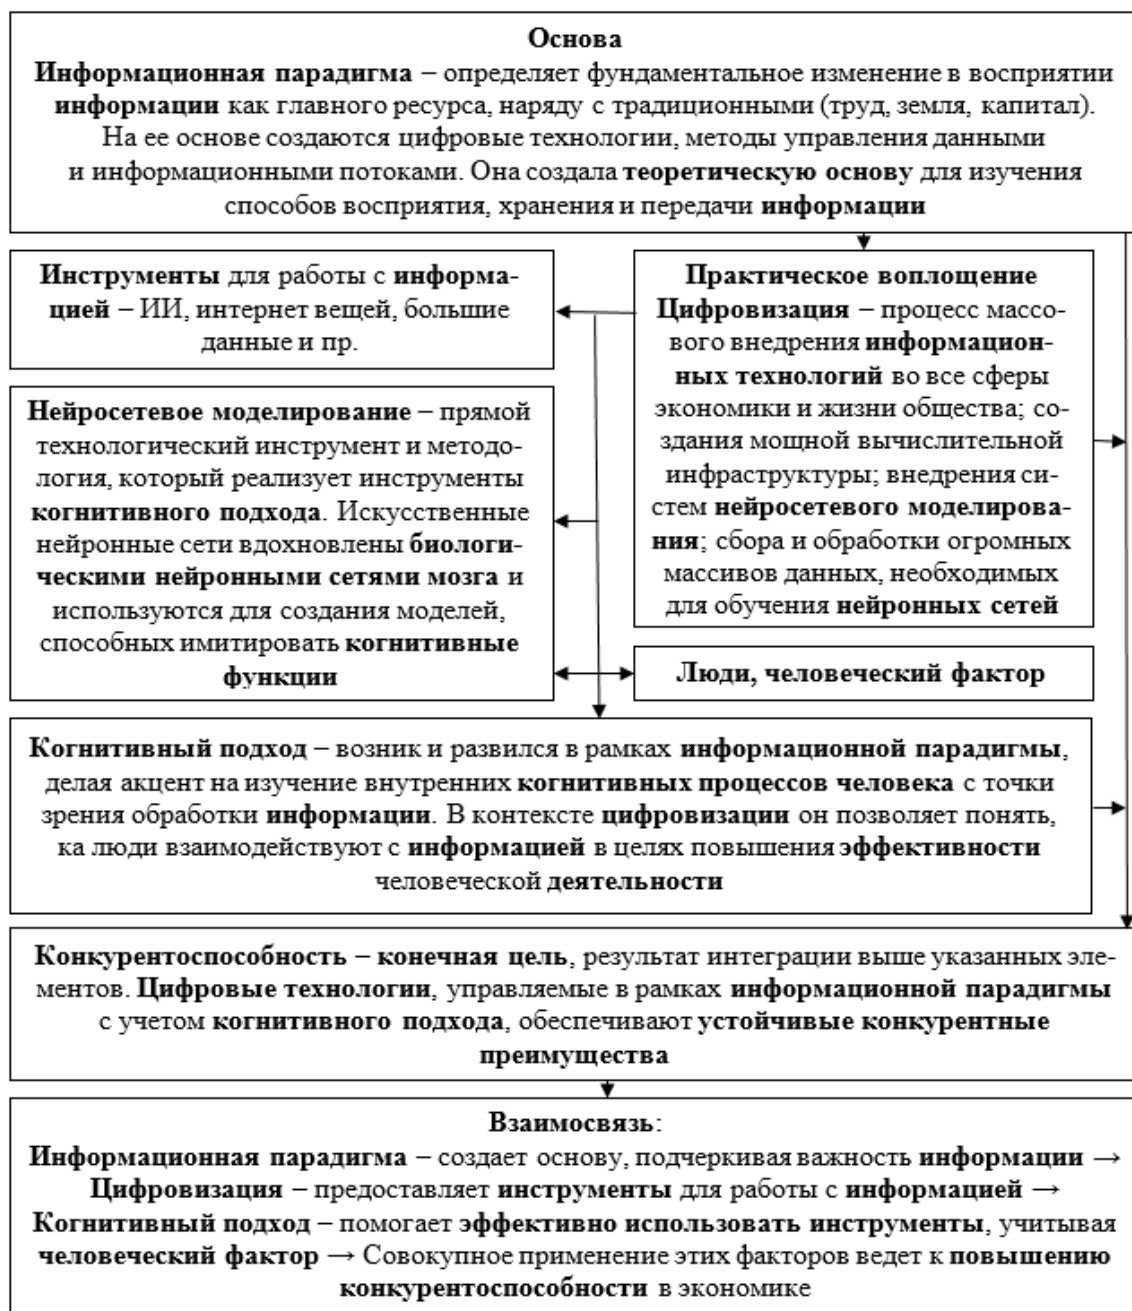 Основа
Информационная парадигма – определяет фундаментальное изменение в восприятии
информации как главного ресурса, наряду с традиционными (труд, земля, капитал).
На ее основе создаются цифровые технологии, методы управления данными
и информационными потоками. Она создала теоретическую основу для изучения
способов восприятия, хранения и передачи информации
Инструменты для работы с информа-
цией – ИИ, интернет вещей, большие
данные и пр.
Практическое воплощение
Цифровизация – процесс массо-
вого внедрения информацион-
ных технологий во все сферы
экономики и жизни общества; со-
здания мощной вычислительной
инфраструктуры; внедрения си-
стем нейросетевого моделирова-
ния; сбора и обработки огромных
массивов данных, необходимых
для обучения нейронных сетей
Нейросетевое моделирование – прямой
технологический инструмент и методо-
логия, который реализует инструменты
когнитивного подхода. Искусственные
нейронные сети вдохновлены биологи-
ческими нейронными сетями мозга и
используются для создания моделей,
способных имитировать когнитивные
функции
Люди, человеческий фактор
Когнитивный подход – возник и развился в рамках информационной парадигмы,
делая акцент на изучение внутренних когнитивных процессов человека с точки
зрения обработки информации. В контексте цифровизации он позволяет понять,
ка люди взаимодействуют с информацией в целях повышения эффективности
человеческой деятельности
Конкурентоспособность – конечная цель, результат интеграции выше указанных эле-
ментов. Цифровые технологии, управляемые в рамках информационной парадигмы
с учетом когнитивного подхода, обеспечивают устойчивые конкурентные
преимущества
Взаимосвязь:
Информационная парадигма – создает основу, подчеркивая важность информации →
Цифровизация – предоставляет инструменты для работы с информацией →
Когнитивный подход – помогает эффективно использовать инструменты, учитывая
человеческий фактор → Совокупное применение этих факторов ведет к повышению
конкурентоспособности в экономике